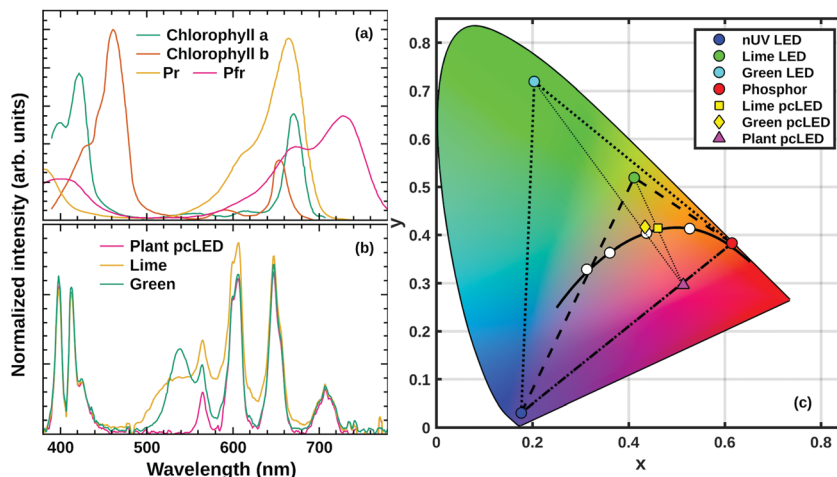 (a)
Chlorophyll a
Chlorophyll b
Pr Pfr
Normalized intensity (arb. units)
(b)
Plant pcLED
Lime
Green
400 500 600 700
Wavelength (nm)
nUV LED
Lime LED
Green LED
Phosphor
Lime pcLED
Green pcLED
Plant pcLED
0.8
0.7
0.6
0.5
0.4
0.3
0.2
0.1
0
y
(c)
0 0.2 0.4 0.6 0.8
x